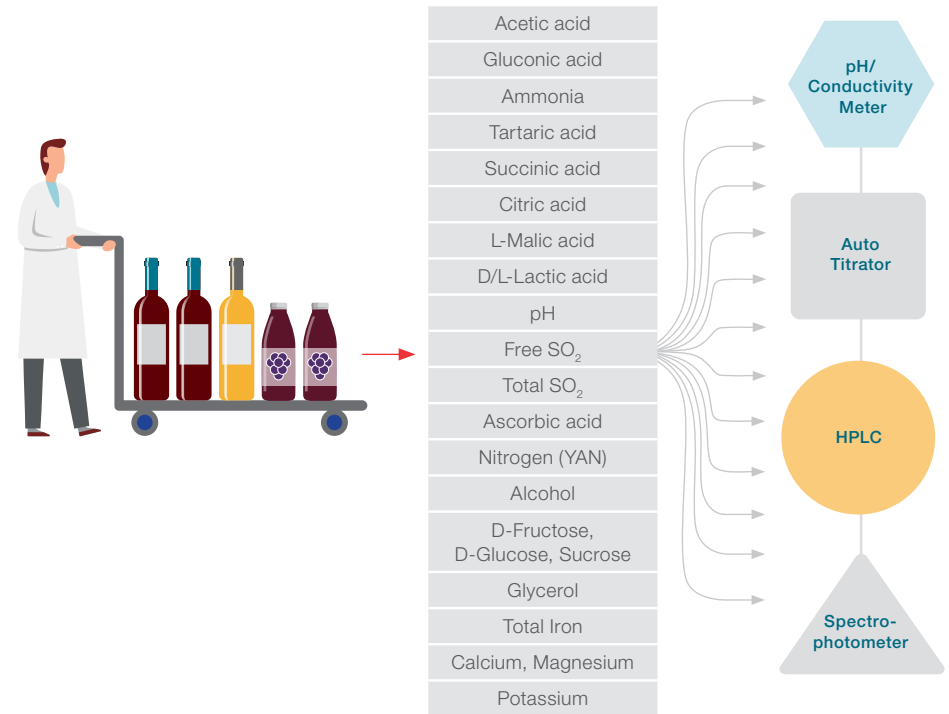 Acetic acid
Gluconic acid
Ammonia
Tartaric acid
Succinic acid
Citric acid
L-Malic acid
D/L-Lactic acid
pH
Free SO₂
Total SO₂
Ascorbic acid
Nitrogen (YAN)
Alcohol
D-Fructose,
D-Glucose, Sucrose
Glycerol
Total Iron
Calcium, Magnesium
Potassium
pH/
Conductivity
Meter
Auto
Titrator
HPLC
Spectro-
photometer